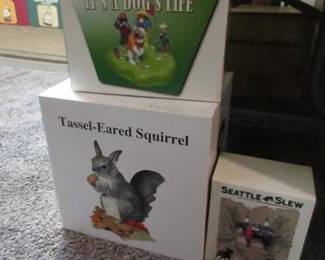 IT'S A DOG'S LIFE
Tassel-Eared Squirrel
SEATTLE SLEW